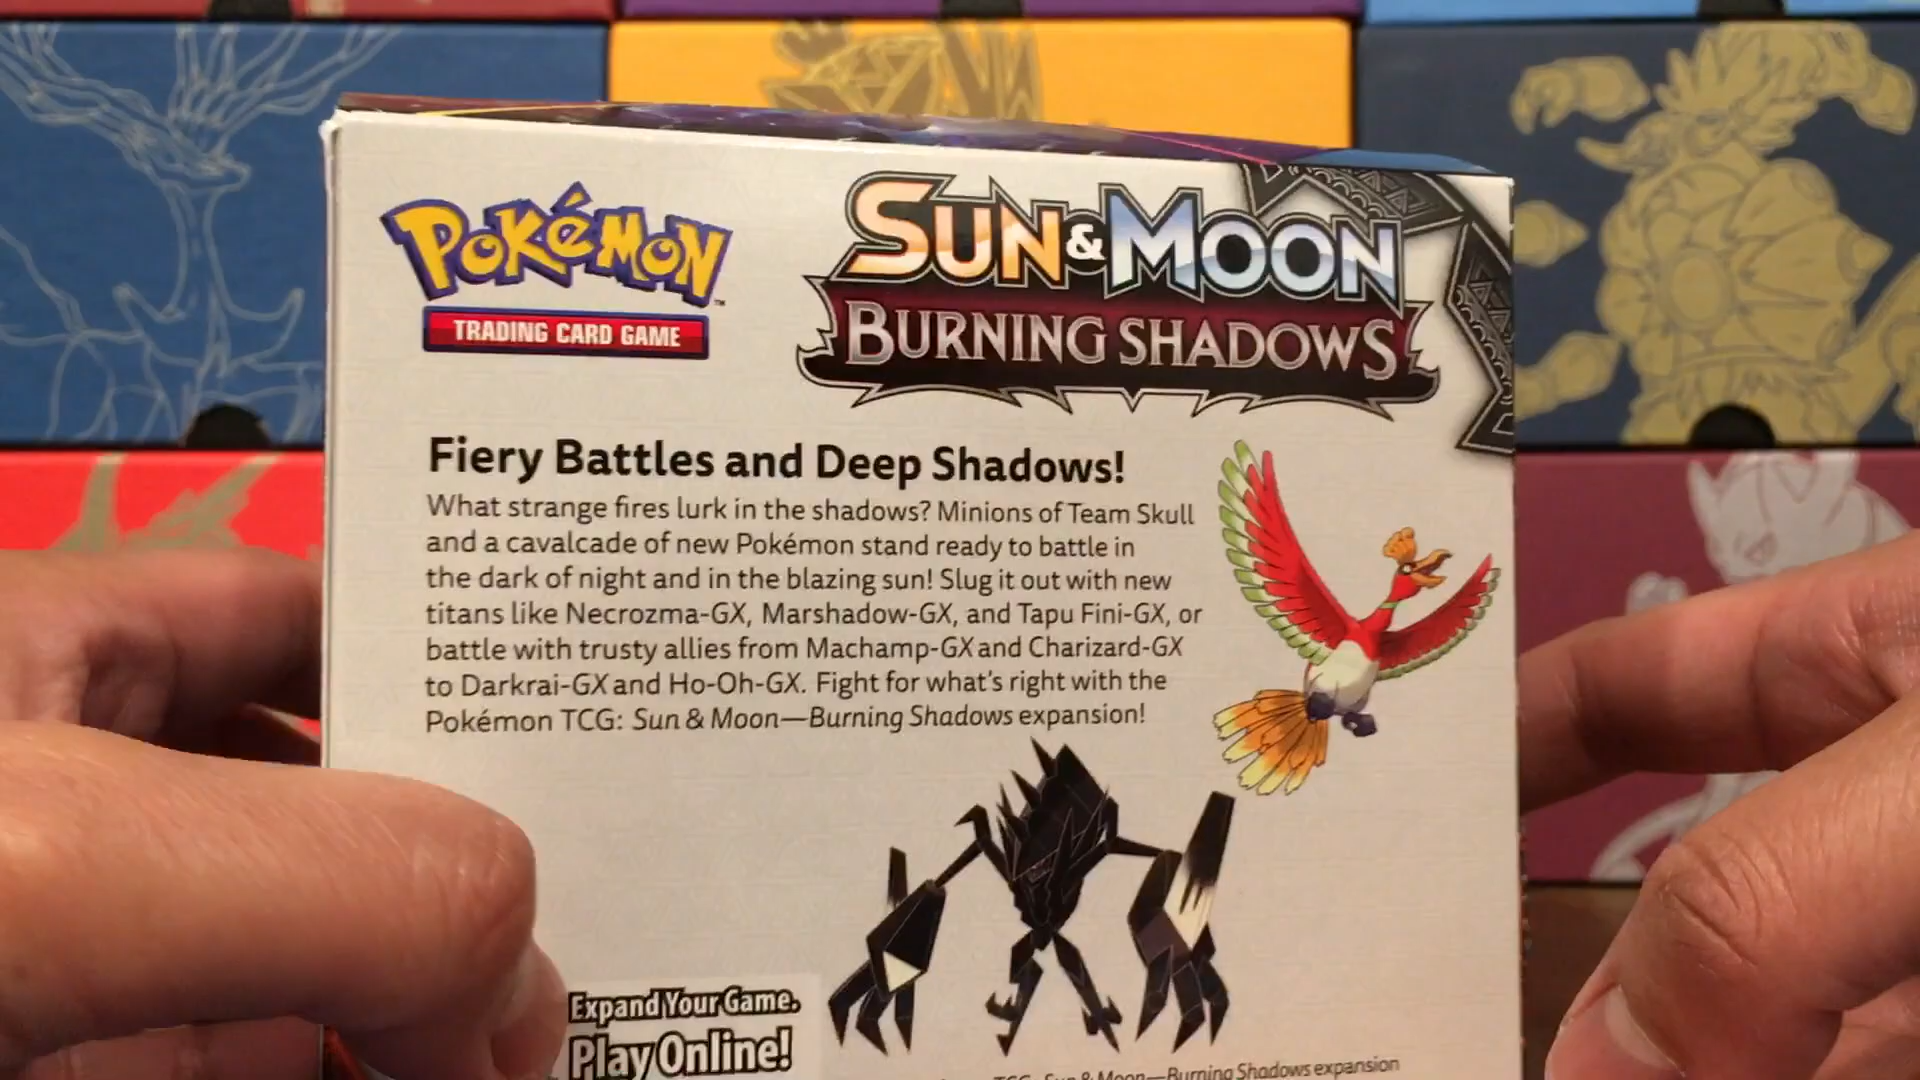 POKéMON
TRADING CARD GAME
SUN & MOON
BURNING SHADOWS
Fiery Battles and Deep Shadows!
What strange fires lurk in the shadows? Minions of Team Skull
and a cavalcade of new Pokémon stand ready to battle in
the dark of night and in the blazing sun! Slug it out with new
titans like Necrozma-GX, Marshadow-GX, and Tapu Fini-GX, or
battle with trusty allies from Machamp-GX and Charizard-GX
to Darkrai-GX and Ho-Oh-GX. Fight for what's right with the
Pokémon TCG: Sun & Moon—Burning Shadows expansion!
Expand Your Game.
Play Online!
TCG: Sun & Moon—Burning Shadows expansion